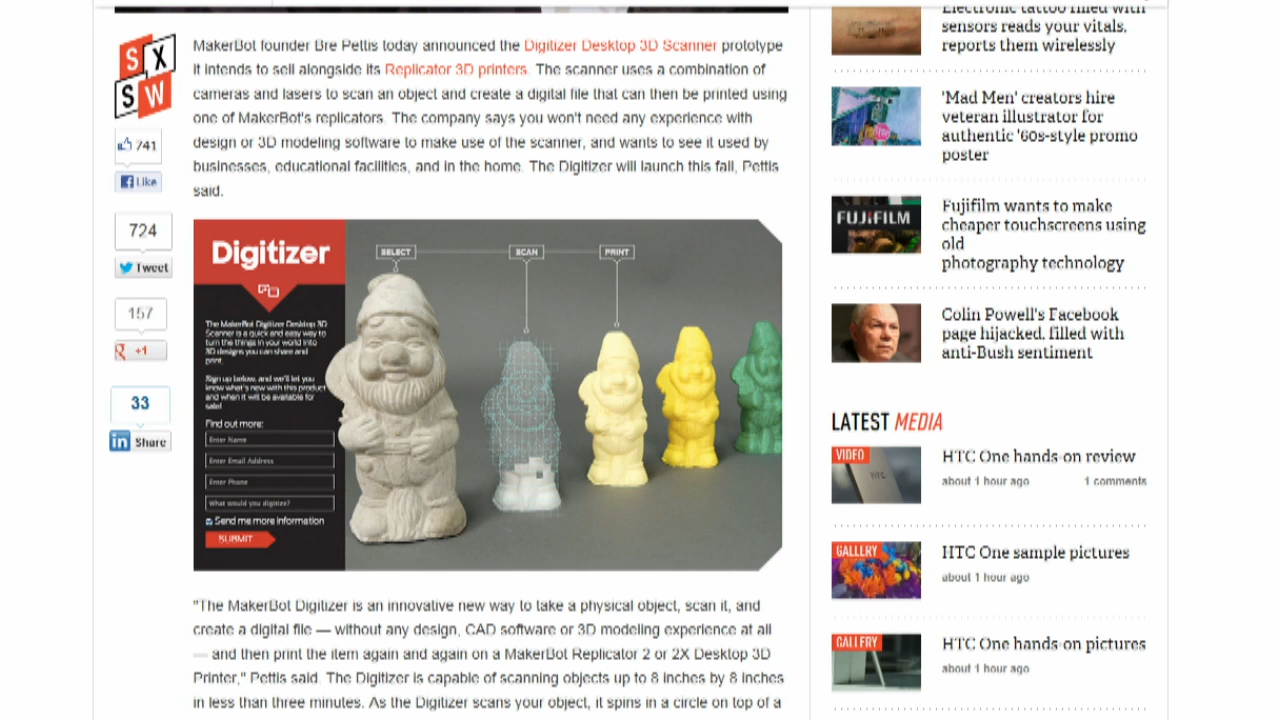 S X
S W
741
Like
724
Tweet
157
+1
33
in Share
MakerBot founder Bre Pettis today announced the Digitizer Desktop 3D Scanner prototype
it intends to sell alongside its Replicator 3D printers. The scanner uses a combination of
cameras and lasers to scan an object and create a digital file that can then be printed using
one of MakerBot's replicators. The company says you won't need any experience with
design or 3D modeling software to make use of the scanner, and wants to see it used by
businesses, educational facilities, and in the home. The Digitizer will launch this fall, Pettis
said.
Digitizer
The MakerBot Digitizer Desktop 3D
Scanner is a quick and easy way to
turn the things in your world into
3D designs you can share and
print.
Sign up below, and we'll let you
know what's new with this product
and when it will be available for
sale!
Find out more:
Enter Name
Enter Email Address
Enter Phone
What would you digitize?
Send me more information
SUBMIT
SELECT
SCAN
PRINT
"The MakerBot Digitizer is an innovative new way to take a physical object, scan it, and
create a digital file — without any design, CAD software or 3D modeling experience at all
— and then print the item again and again on a MakerBot Replicator 2 or 2X Desktop 3D
Printer," Pettis said. The Digitizer is capable of scanning objects up to 8 inches by 8 inches
in less than three minutes. As the Digitizer scans your object, it spins in a circle on top of a
Electronic tattoo filled with
sensors reads your vitals,
reports them wirelessly
'Mad Men' creators hire
veteran illustrator for
authentic '60s-style promo
poster
FUJIFILM
Fujifilm wants to make
cheaper touchscreens using
old
photography technology
Colin Powell's Facebook
page hijacked, filled with
anti-Bush sentiment
LATEST MEDIA
VIDEO
HTC
HTC One hands-on review
about 1 hour ago 1 comments
GALLERY
HTC One sample pictures
about 1 hour ago
GALLERY
HTC One hands-on pictures
about 1 hour ago